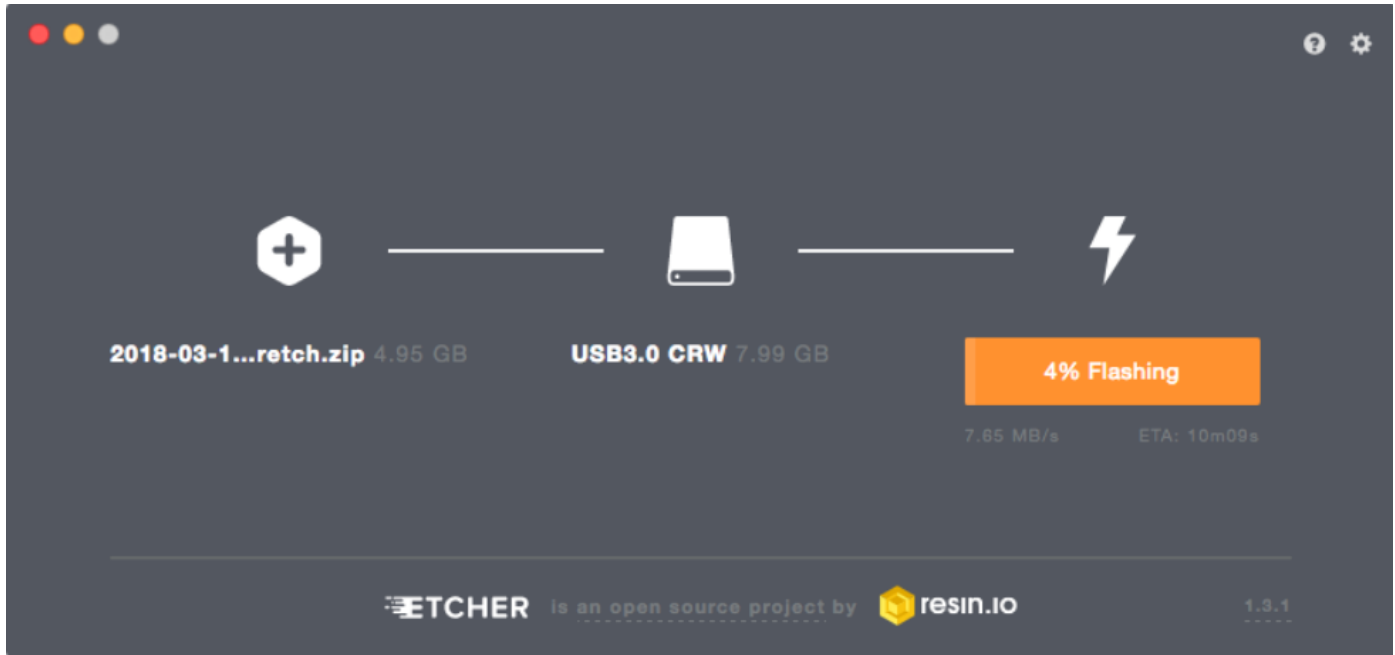 2018-03-1...retch.zip 4.95 GB
USB3.0 CRW 7.99 GB
4% Flashing
7.65 MB/s
ETA: 10m09s
ETCHER is an open source project by resin.io
1.3.1